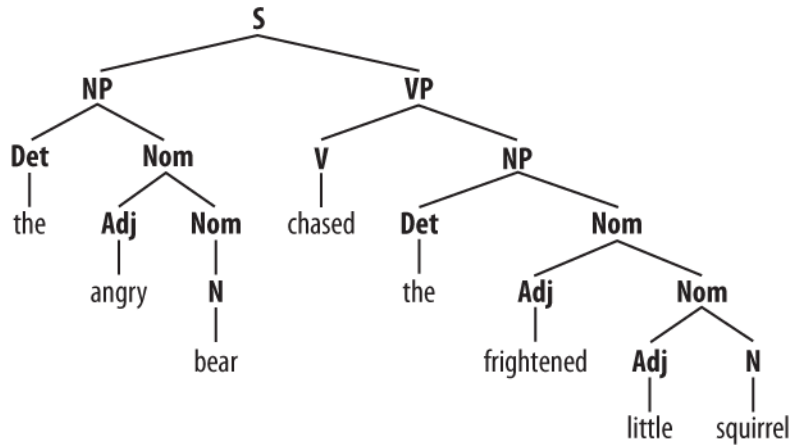 S
NP VP
Det Nom V NP
the Adj Nom chased Det Nom
angry N the Adj Nom
bear frightened Adj N
little squirrel